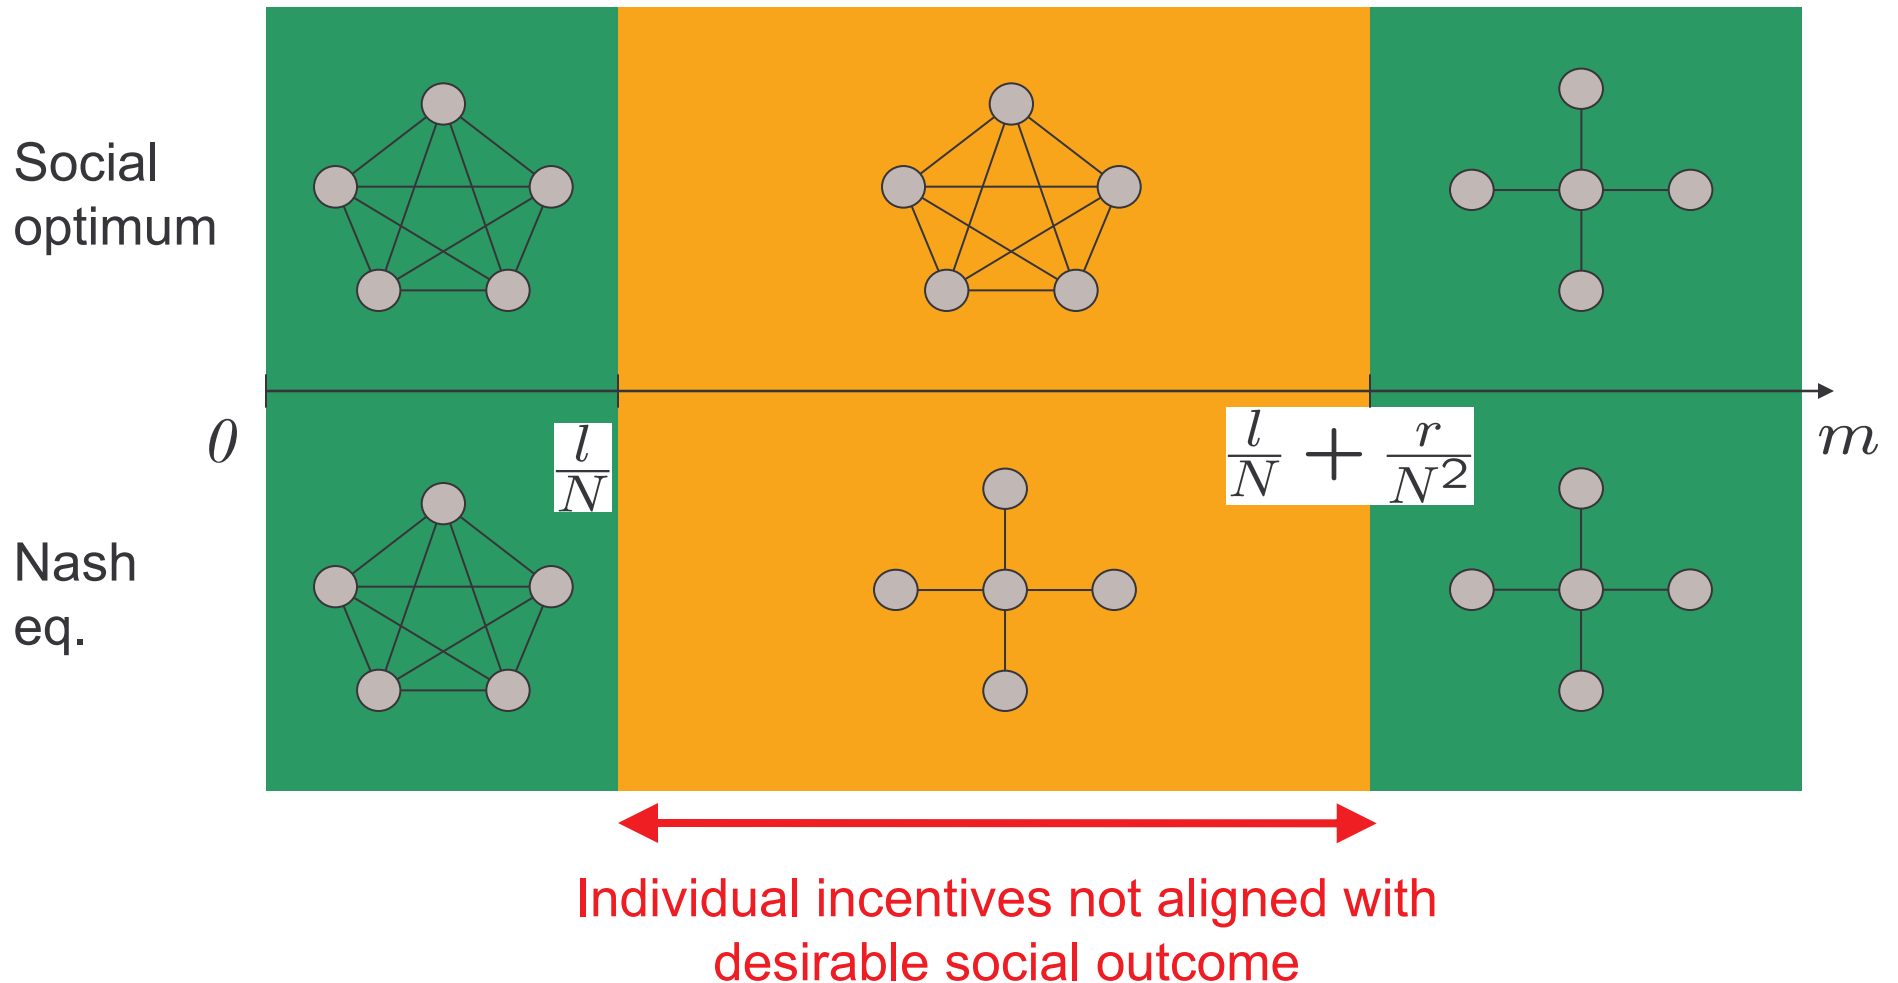 Social
optimum
0
l/N
l/N + r/N²
m
Nash
eq.
Individual incentives not aligned with
desirable social outcome